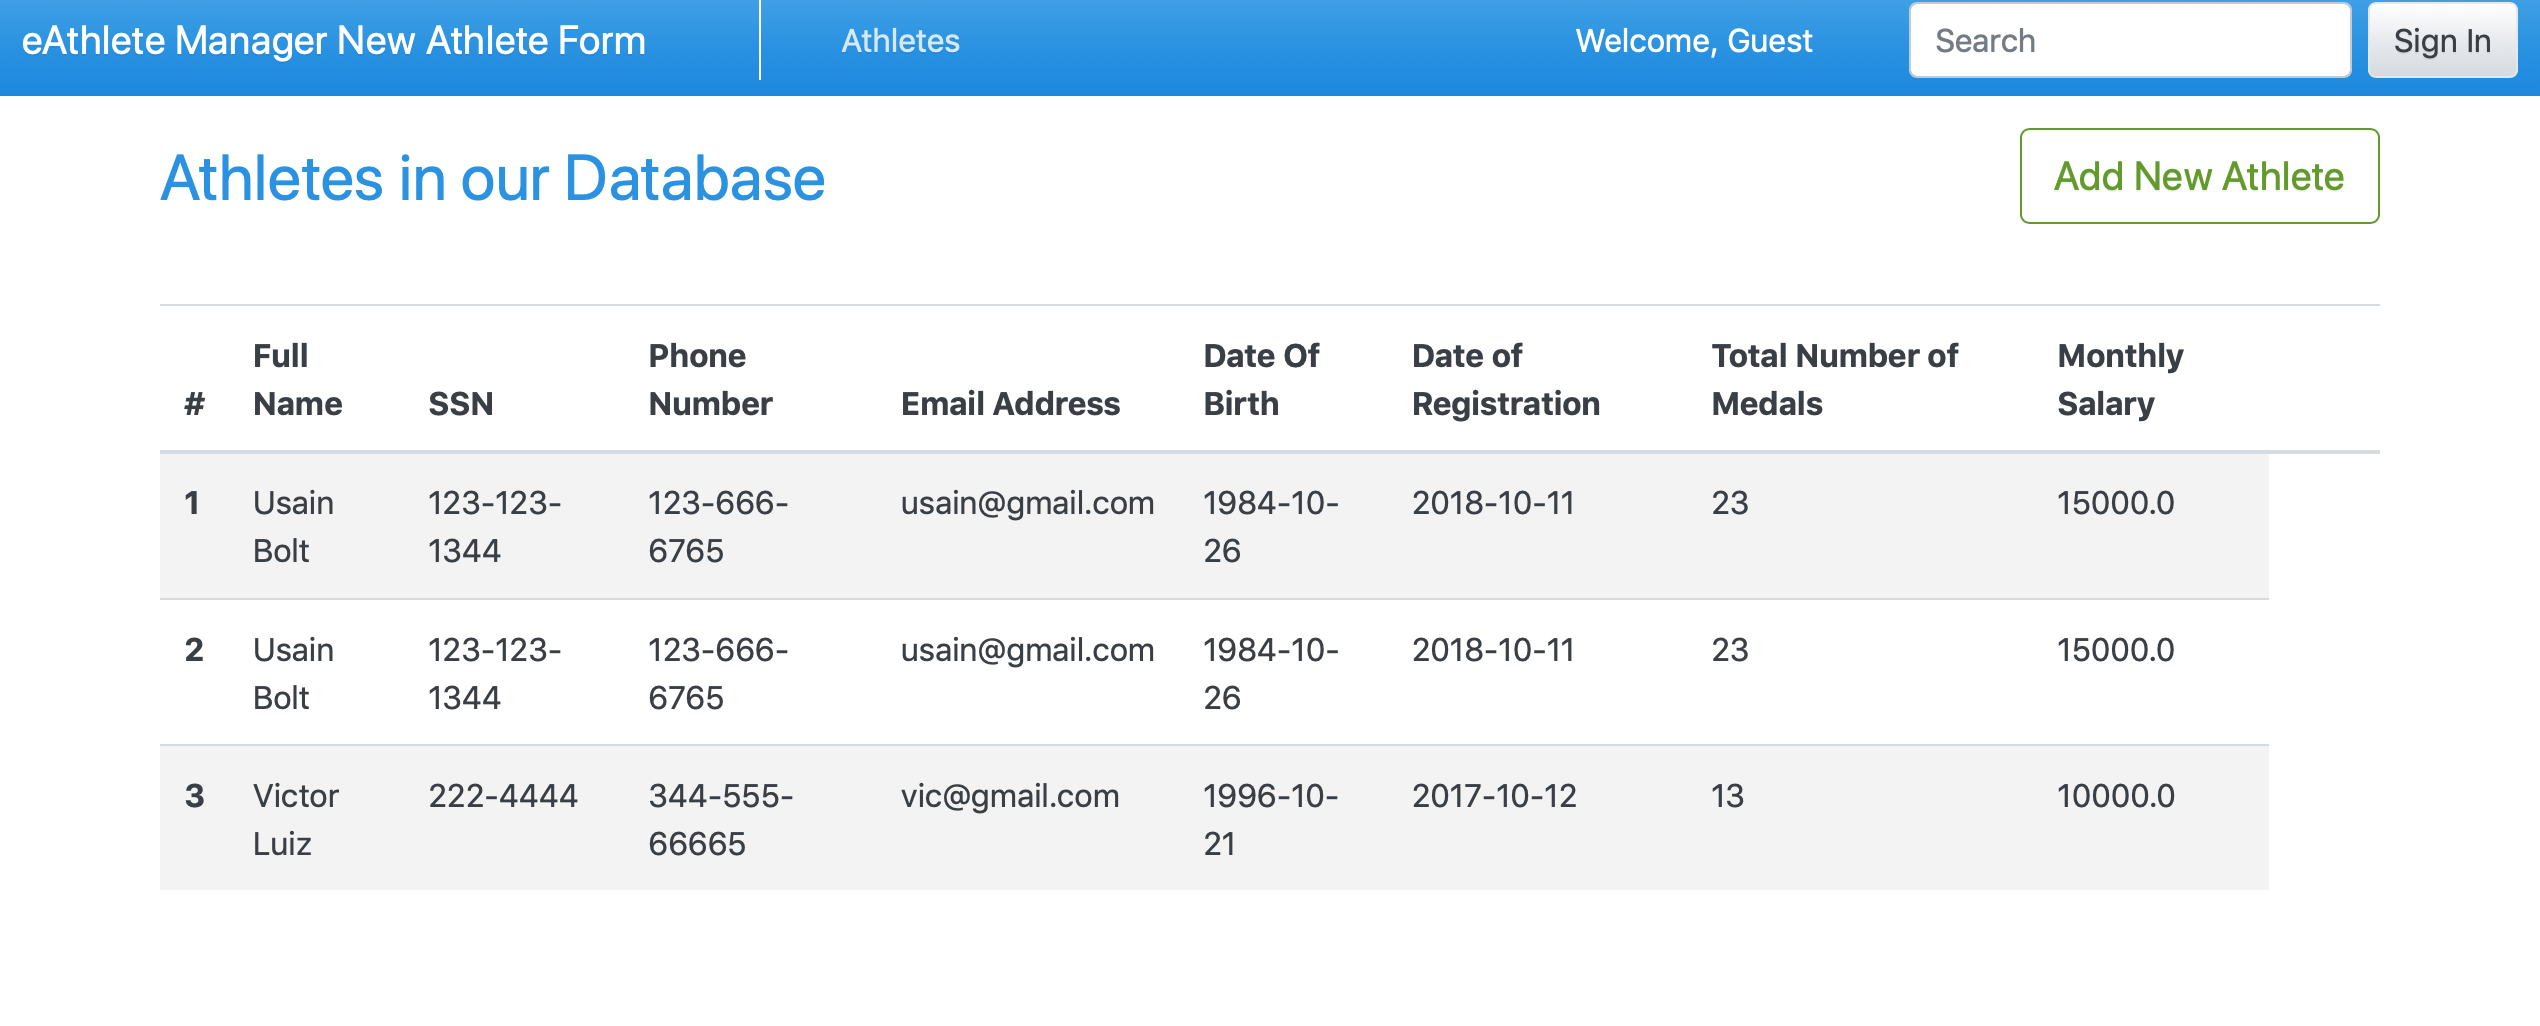 eAthlete Manager New Athlete Form Athletes Welcome, Guest Search Sign In
Athletes in our Database Add New Athlete
Full Phone Date Of Date of Total Number of Monthly
# Name SSN Number Email Address Birth Registration Medals Salary
1 Usain 123-123- 123-666- usain@gmail.com 1984-10- 2018-10-11 23 15000.0
Bolt 1344 6765 26
2 Usain 123-123- 123-666- usain@gmail.com 1984-10- 2018-10-11 23 15000.0
Bolt 1344 6765 26
3 Victor 222-4444 344-555- vic@gmail.com 1996-10- 2017-10-12 13 10000.0
Luiz 66665 21